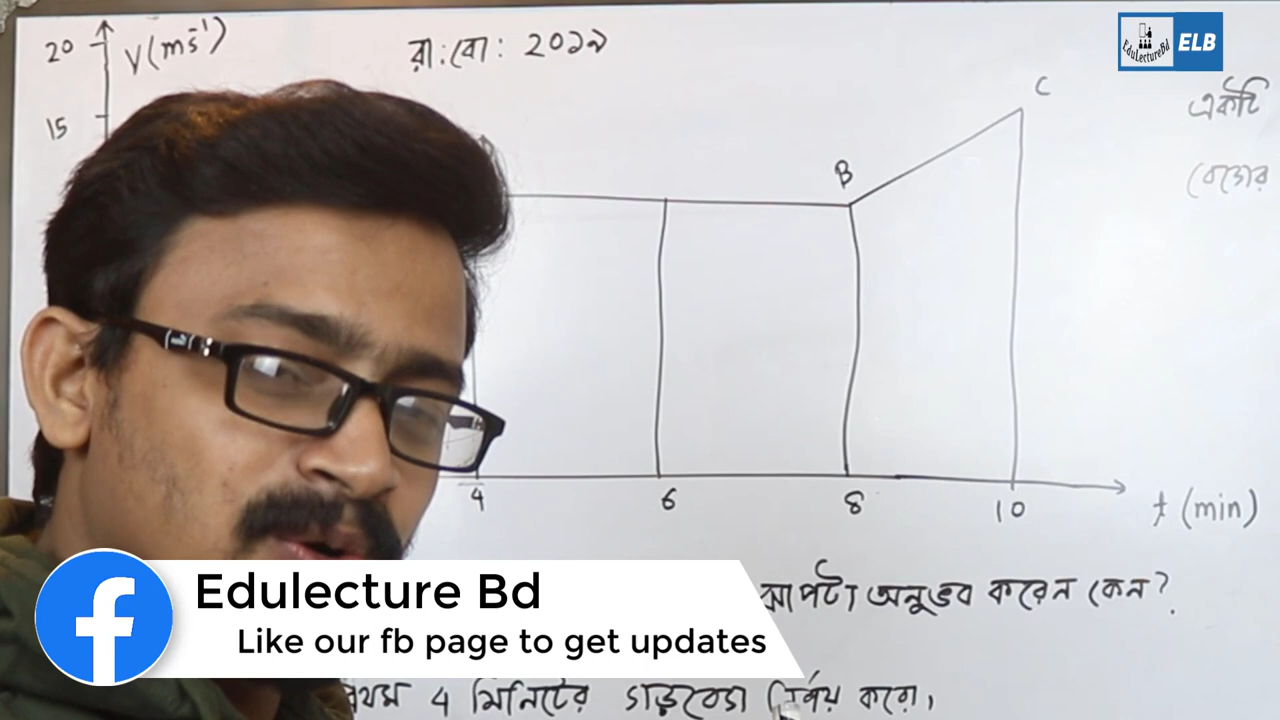 20
V(ms⁻¹)
রা:বো: ২০১৯
EduLectureBd ELB
15
C
একটি
B
4 6 8 10
t (min)
Edulecture Bd
Like our fb page to get updates
ঝাপটা অনুভব করেন কেন?
4 মিনিটের গড়বেগ নির্ণয় করো।